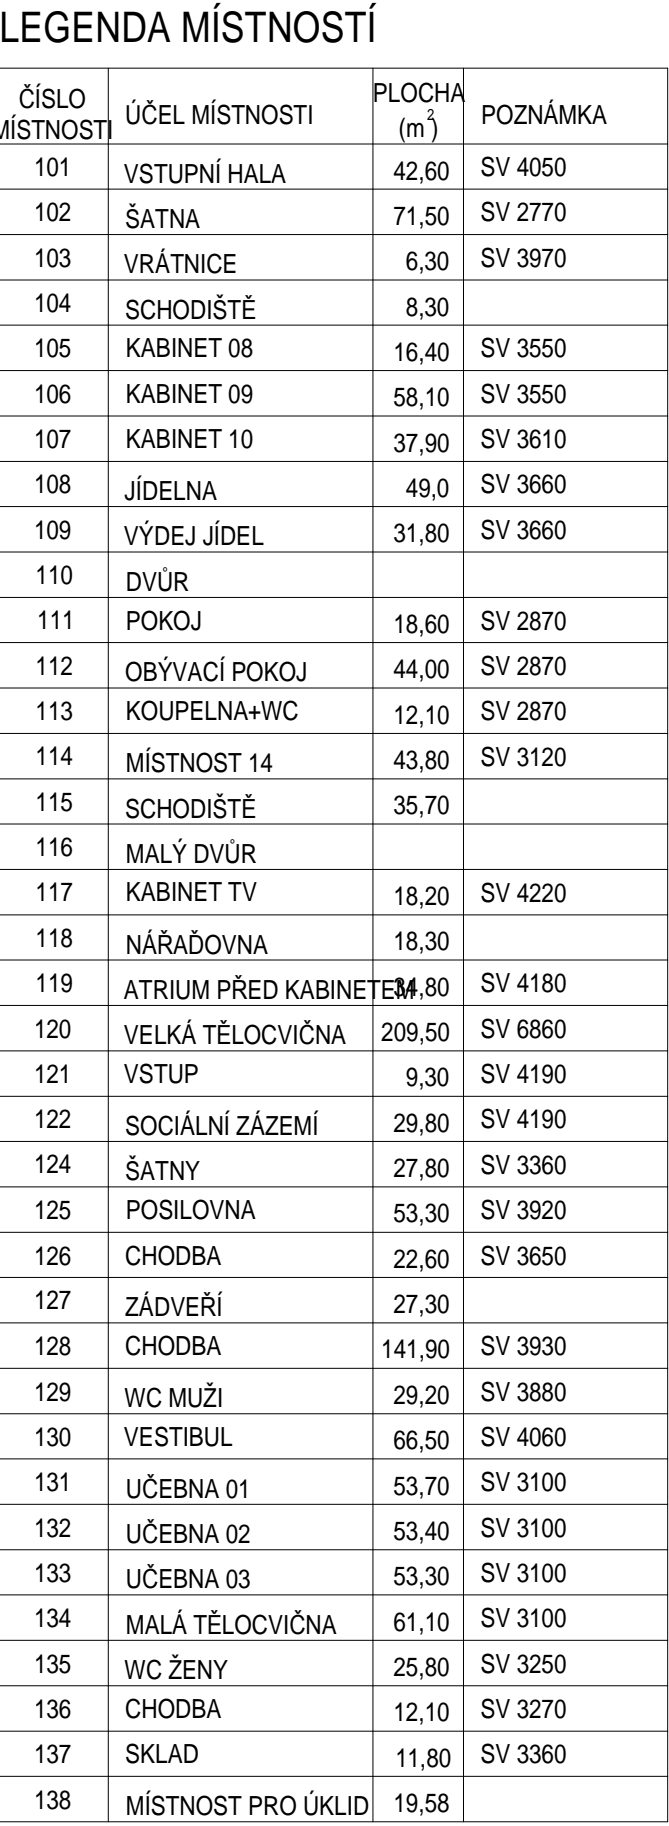 LEGENDA MÍSTNOSTÍ
ČÍSLO MÍSTNOSTI ÚČEL MÍSTNOSTI PLOCHA (m²) POZNÁMKA
101 VSTUPNÍ HALA 42,60 SV 4050
102 ŠATNA 71,50 SV 2770
103 VRÁTNICE 6,30 SV 3970
104 SCHODIŠTĚ 8,30
105 KABINET 08 16,40 SV 3550
106 KABINET 09 58,10 SV 3550
107 KABINET 10 37,90 SV 3610
108 JÍDELNA 49,0 SV 3660
109 VÝDEJ JÍDEL 31,80 SV 3660
110 DVŮR
111 POKOJ 18,60 SV 2870
112 OBÝVACÍ POKOJ 44,00 SV 2870
113 KOUPELNA+WC 12,10 SV 2870
114 MÍSTNOST 14 43,80 SV 3120
115 SCHODIŠTĚ 35,70
116 MALÝ DVŮR
117 KABINET TV 18,20 SV 4220
118 NÁŘAĎOVNA 18,30
119 ATRIUM PŘED KABINETEM 34,80 SV 4180
120 VELKÁ TĚLOCVIČNA 209,50 SV 6860
121 VSTUP 9,30 SV 4190
122 SOCIÁLNÍ ZÁZEMÍ 29,80 SV 4190
124 ŠATNY 27,80 SV 3360
125 POSILOVNA 53,30 SV 3920
126 CHODBA 22,60 SV 3650
127 ZÁDVEŘÍ 27,30
128 CHODBA 141,90 SV 3930
129 WC MUŽI 29,20 SV 3880
130 VESTIBUL 66,50 SV 4060
131 UČEBNA 01 53,70 SV 3100
132 UČEBNA 02 53,40 SV 3100
133 UČEBNA 03 53,30 SV 3100
134 MALÁ TĚLOCVIČNA 61,10 SV 3100
135 WC ŽENY 25,80 SV 3250
136 CHODBA 12,10 SV 3270
137 SKLAD 11,80 SV 3360
138 MÍSTNOST PRO ÚKLID 19,58